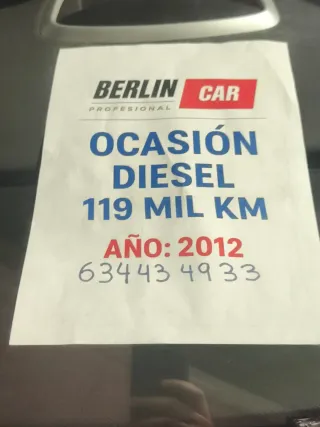 BERLIN CAR
PROFESIONAL
OCASIÓN
DIESEL
119 MIL KM
AÑO: 2012
634434933